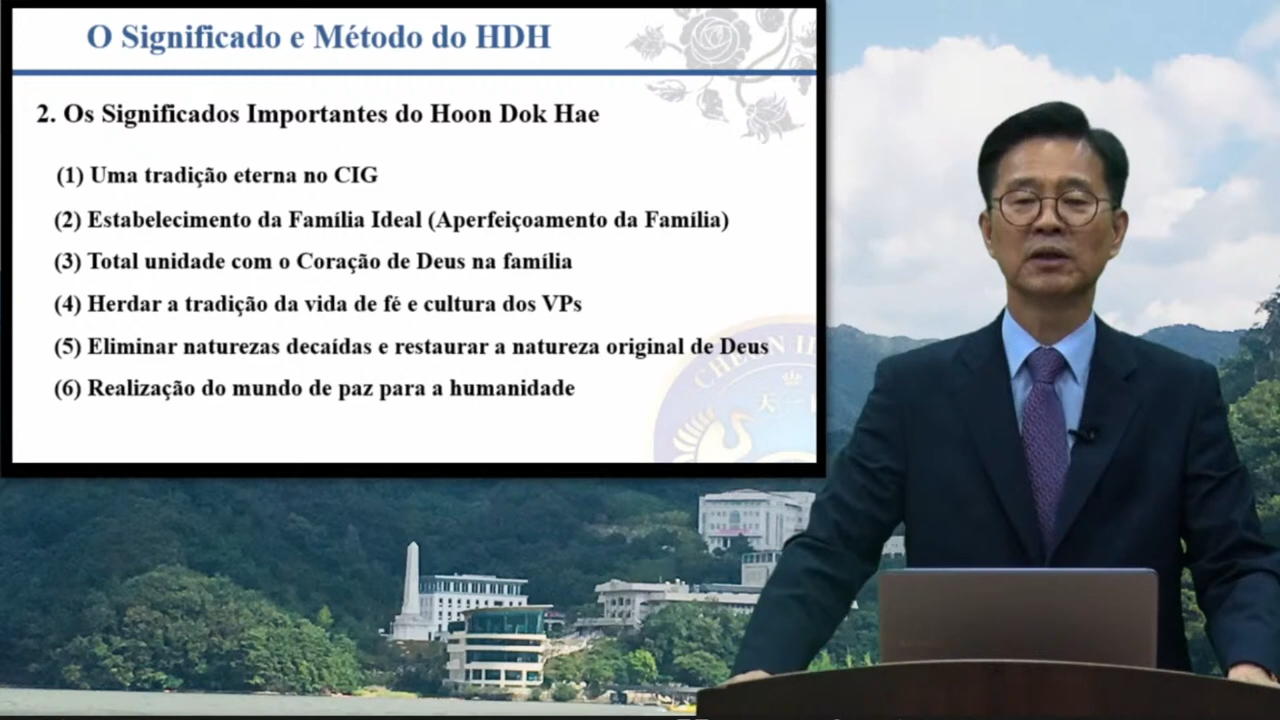 O Significado e Método do HDH
2. Os Significados Importantes do Hoon Dok Hae
(1) Uma tradição eterna no CIG
(2) Estabelecimento da Família Ideal (Aperfeiçoamento da Família)
(3) Total unidade com o Coração de Deus na família
(4) Herdar a tradição da vida de fé e cultura dos VPs
(5) Eliminar naturezas decaídas e restaurar a natureza original de Deus
(6) Realização do mundo de paz para a humanidade
CHEON I
天一